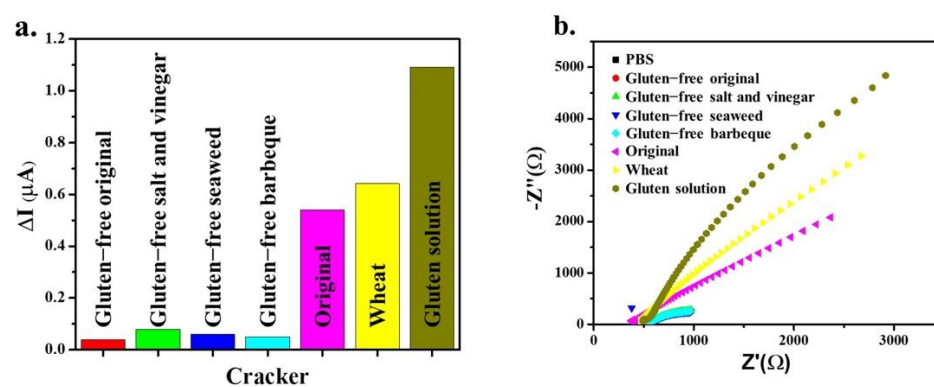 a.
ΔI (μA)
1.2
1.0
0.8
0.6
0.4
0.2
0.0
Gluten−free original
Gluten−free salt and vinegar
Gluten−free seaweed
Gluten−free barbeque
Original
Wheat
Gluten solution
Cracker
b.
-Z''(Ω)
5000
4000
3000
2000
1000
0
PBS
Gluten−free original
Gluten−free salt and vinegar
Gluten−free seaweed
Gluten−free barbeque
Original
Wheat
Gluten solution
0 1000 2000 3000
Z'(Ω)